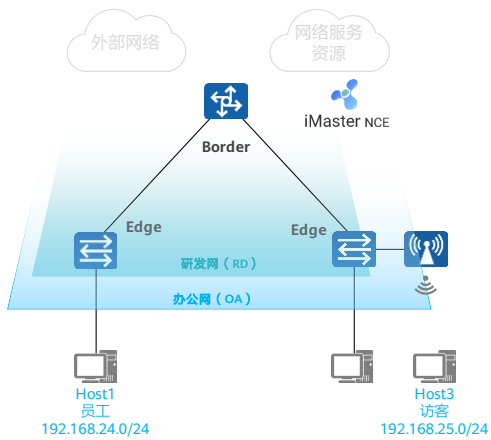 外部网络
网络服务
资源
iMaster NCE
Border
Edge
Edge
研发网（RD）
办公网（OA）
Host1
员工
192.168.24.0/24
Host3
访客
192.168.25.0/24